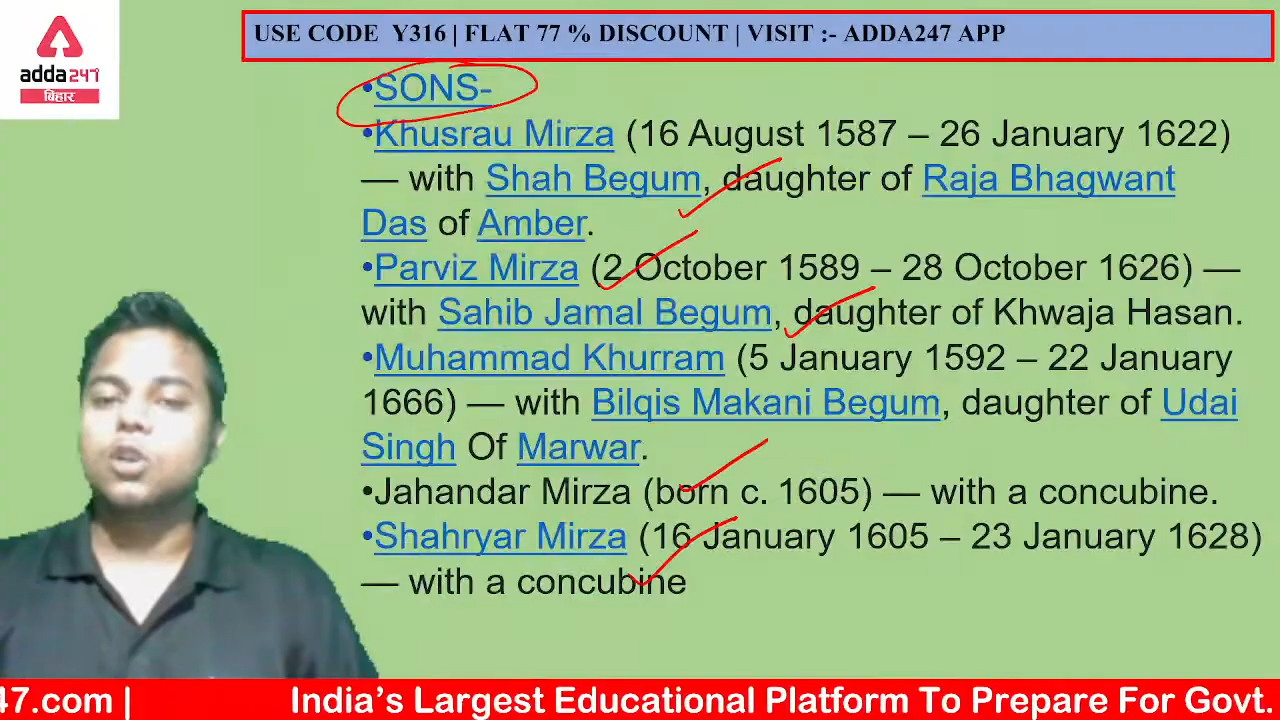 USE CODE Y316 | FLAT 77 % DISCOUNT | VISIT :- ADDA247 APP
adda247
बिहार
•SONS-
•Khusrau Mirza (16 August 1587 – 26 January 1622)
— with Shah Begum, daughter of Raja Bhagwant
Das of Amber.
•Parviz Mirza (2 October 1589 – 28 October 1626) —
with Sahib Jamal Begum, daughter of Khwaja Hasan.
•Muhammad Khurram (5 January 1592 – 22 January
1666) — with Bilqis Makani Begum, daughter of Udai
Singh Of Marwar.
•Jahandar Mirza (born c. 1605) — with a concubine.
•Shahryar Mirza (16 January 1605 – 23 January 1628)
— with a concubine
47.com | India’s Largest Educational Platform To Prepare For Govt.